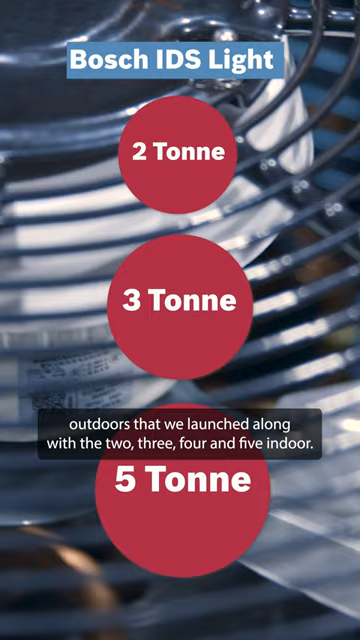 Bosch IDS Light
2 Tonne
3 Tonne
outdoors that we launched along
with the two, three, four and five indoor.
5 Tonne